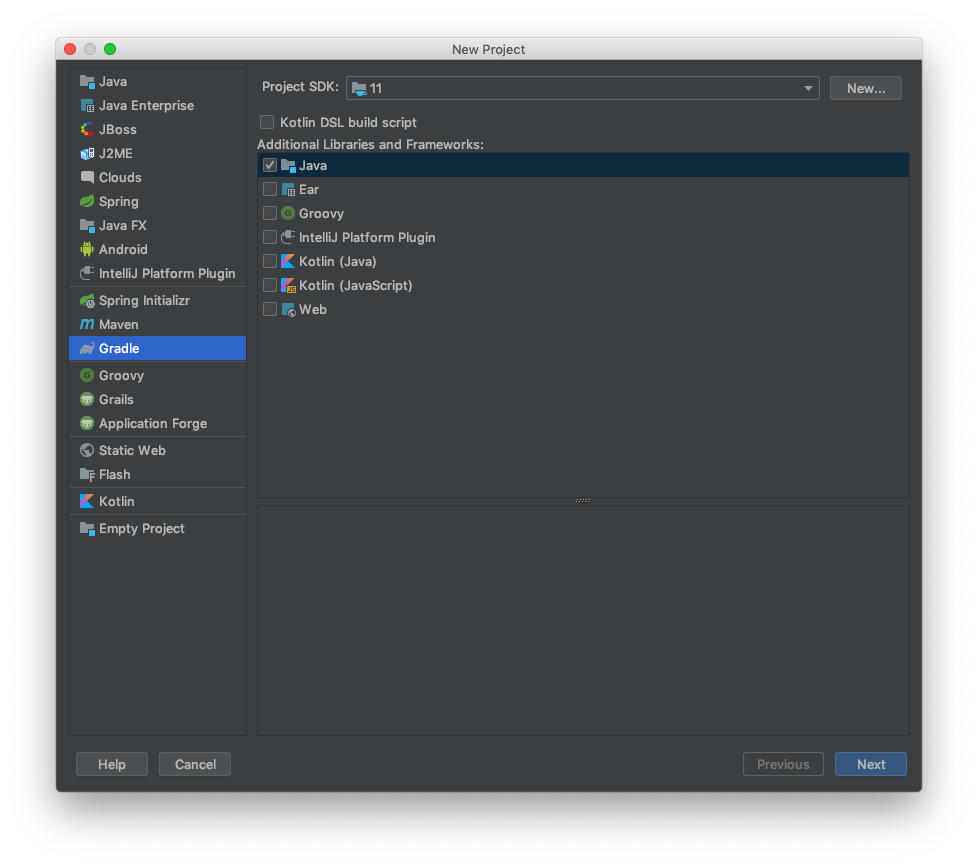 New Project
Java
Java Enterprise
JBoss
J2ME
Clouds
Spring
Java FX
Android
IntelliJ Platform Plugin
Spring Initializr
Maven
Gradle
Groovy
Grails
Application Forge
Static Web
Flash
Kotlin
Empty Project
Project SDK: 11 New...
Kotlin DSL build script
Additional Libraries and Frameworks:
Java
Ear
Groovy
IntelliJ Platform Plugin
Kotlin (Java)
Kotlin (JavaScript)
Web
Help Cancel Previous Next